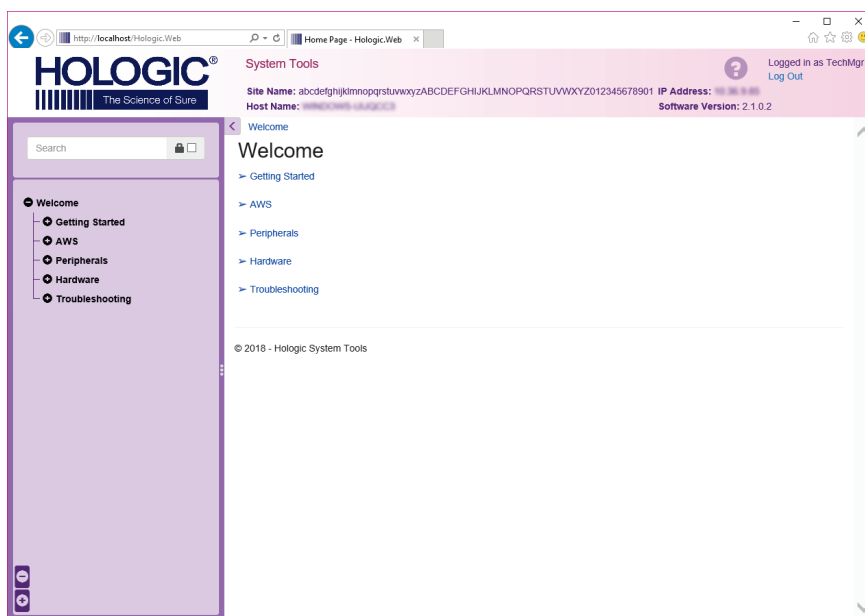 http://localhost/Hologic.Web
Home Page - Hologic.Web
HOLOGIC®
The Science of Sure
System Tools
Logged in as TechMgr
Log Out
Site Name: abcdefghijklmnopqrstuvwxyzABCDEFGHIJKLMNOPQRSTUVWXYZ012345678901 IP Address:
Host Name: Software Version: 2.1.0.2
Search
Welcome
Getting Started
AWS
Peripherals
Hardware
Troubleshooting
Welcome
Welcome
➢ Getting Started
➢ AWS
➢ Peripherals
➢ Hardware
➢ Troubleshooting
© 2018 - Hologic System Tools